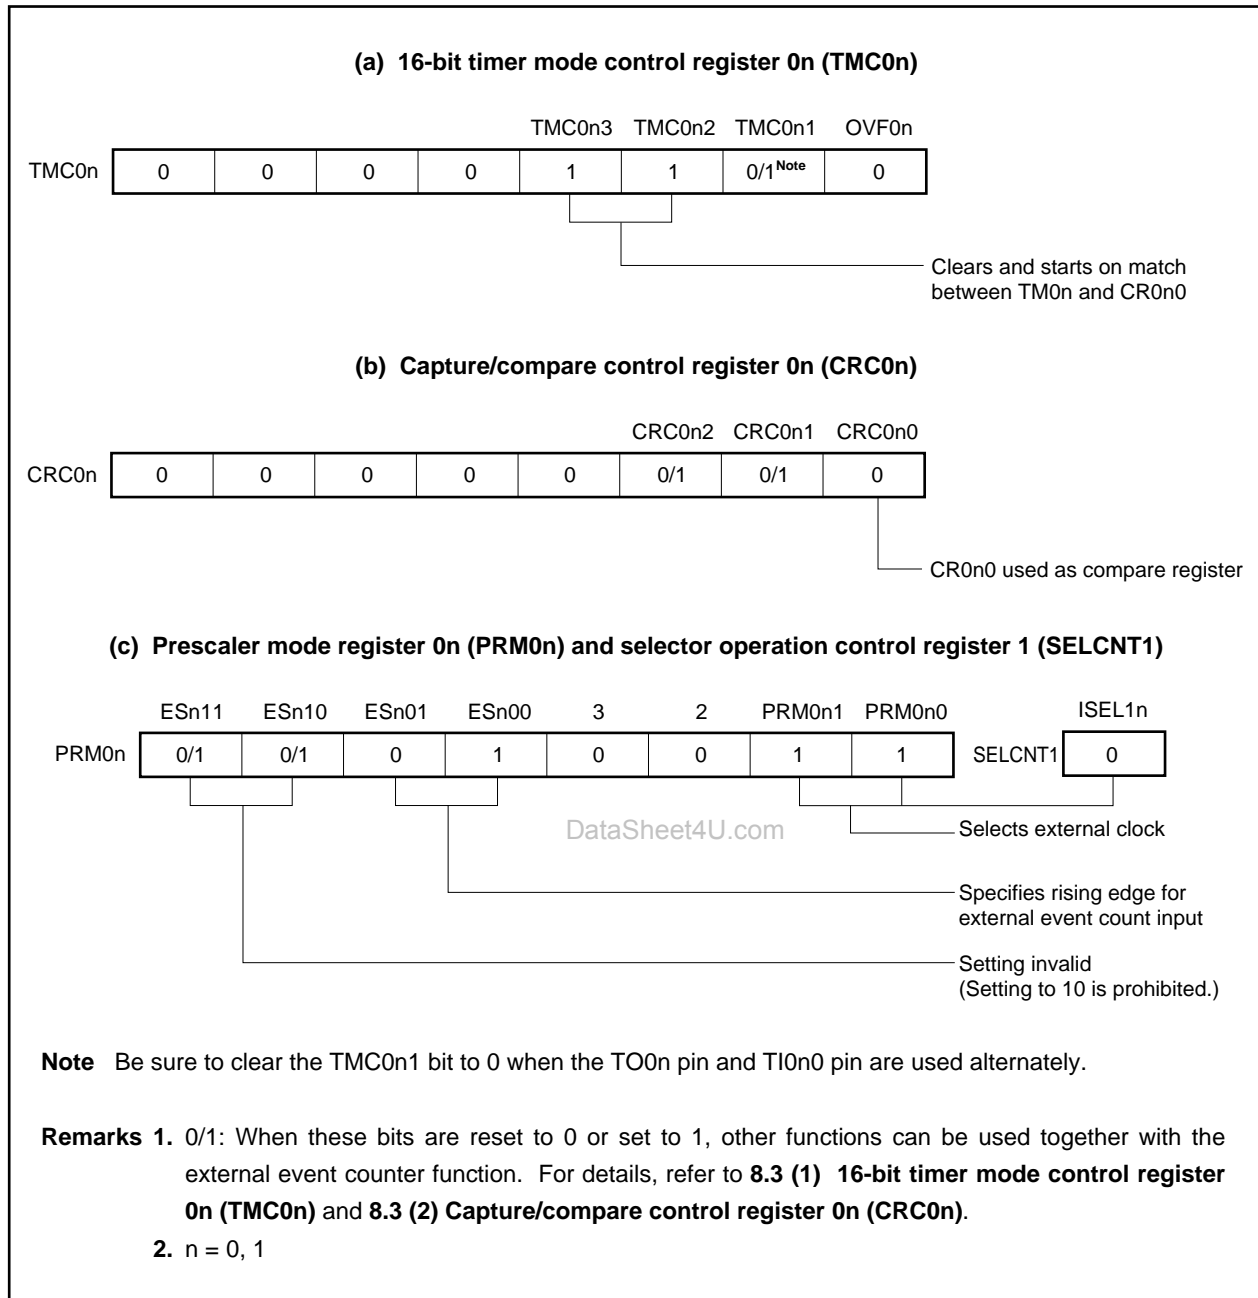 (a) 16-bit timer mode control register 0n (TMC0n)
TMC0n3 TMC0n2 TMC0n1 OVF0n
TMC0n 0 0 0 0 1 1 0/1Note 0
Clears and starts on match
between TM0n and CR0n0
(b) Capture/compare control register 0n (CRC0n)
CRC0n2 CRC0n1 CRC0n0
CRC0n 0 0 0 0 0 0/1 0/1 0
CR0n0 used as compare register
(c) Prescaler mode register 0n (PRM0n) and selector operation control register 1 (SELCNT1)
ESn11 ESn10 ESn01 ESn00 3 2 PRM0n1 PRM0n0 ISEL1n
PRM0n 0/1 0/1 0 1 0 0 1 1 SELCNT1 0
DataSheet4U.com
Selects external clock
Specifies rising edge for
external event count input
Setting invalid
(Setting to 10 is prohibited.)
Note Be sure to clear the TMC0n1 bit to 0 when the TO0n pin and TI0n0 pin are used alternately.
Remarks 1. 0/1: When these bits are reset to 0 or set to 1, other functions can be used together with the
external event counter function. For details, refer to 8.3 (1) 16-bit timer mode control register
0n (TMC0n) and 8.3 (2) Capture/compare control register 0n (CRC0n).
2. n = 0, 1